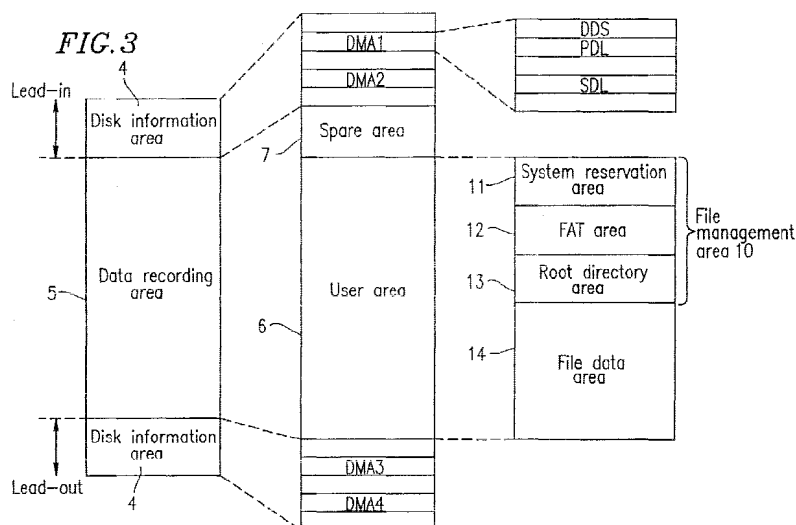 FIG.3
Lead-in
4
Disk information
area
5
Data recording
area
Disk information
area
4
Lead-out
DMA1
DMA2
7
Spare area
6
User area
DMA3
DMA4
DDS
PDL
SDL
11
System reservation
area
12
FAT area
13
Root directory
area
14
File data
area
File
management
area 10